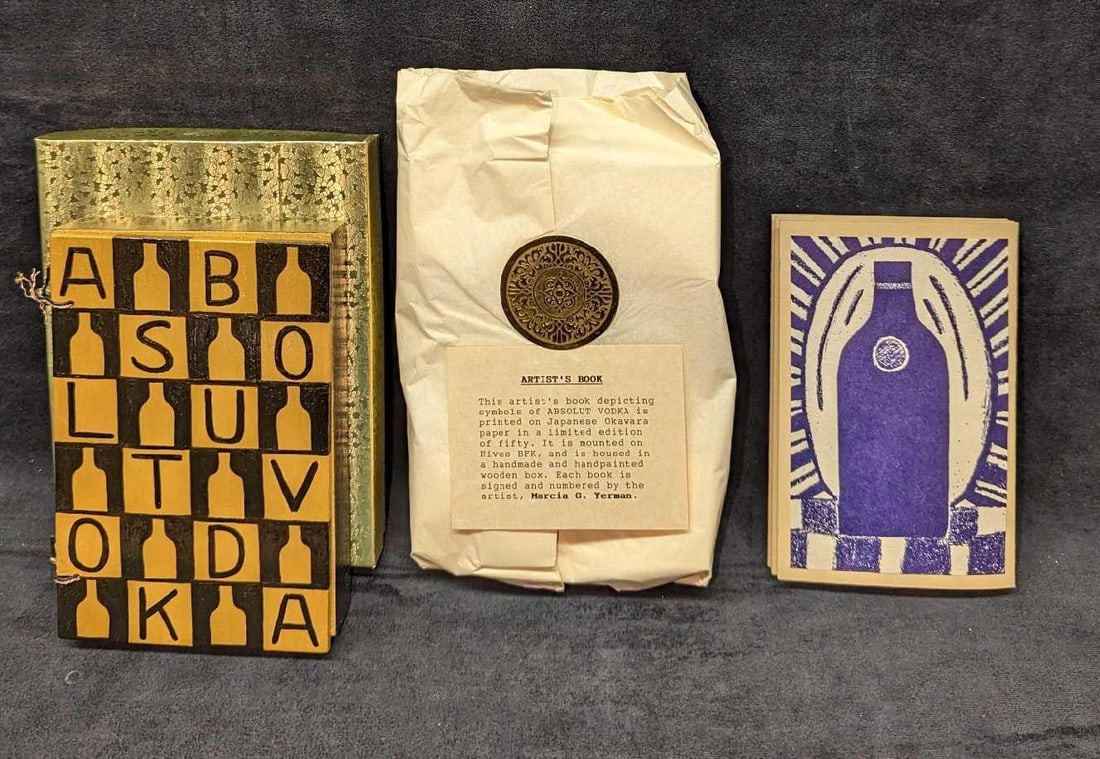 A B
S O
L U
T V
O D
K A
ARTIST'S BOOK
This artist's book depicting
symbols of ABSOLUT VODKA is
printed on Japanese Okawara
paper in a limited edition
of fifty. It is mounted on
Rives BFK, and is housed in
a handmade and handpainted
wooden box. Each book is
signed and numbered by the
artist, Marcia G. Yerman.